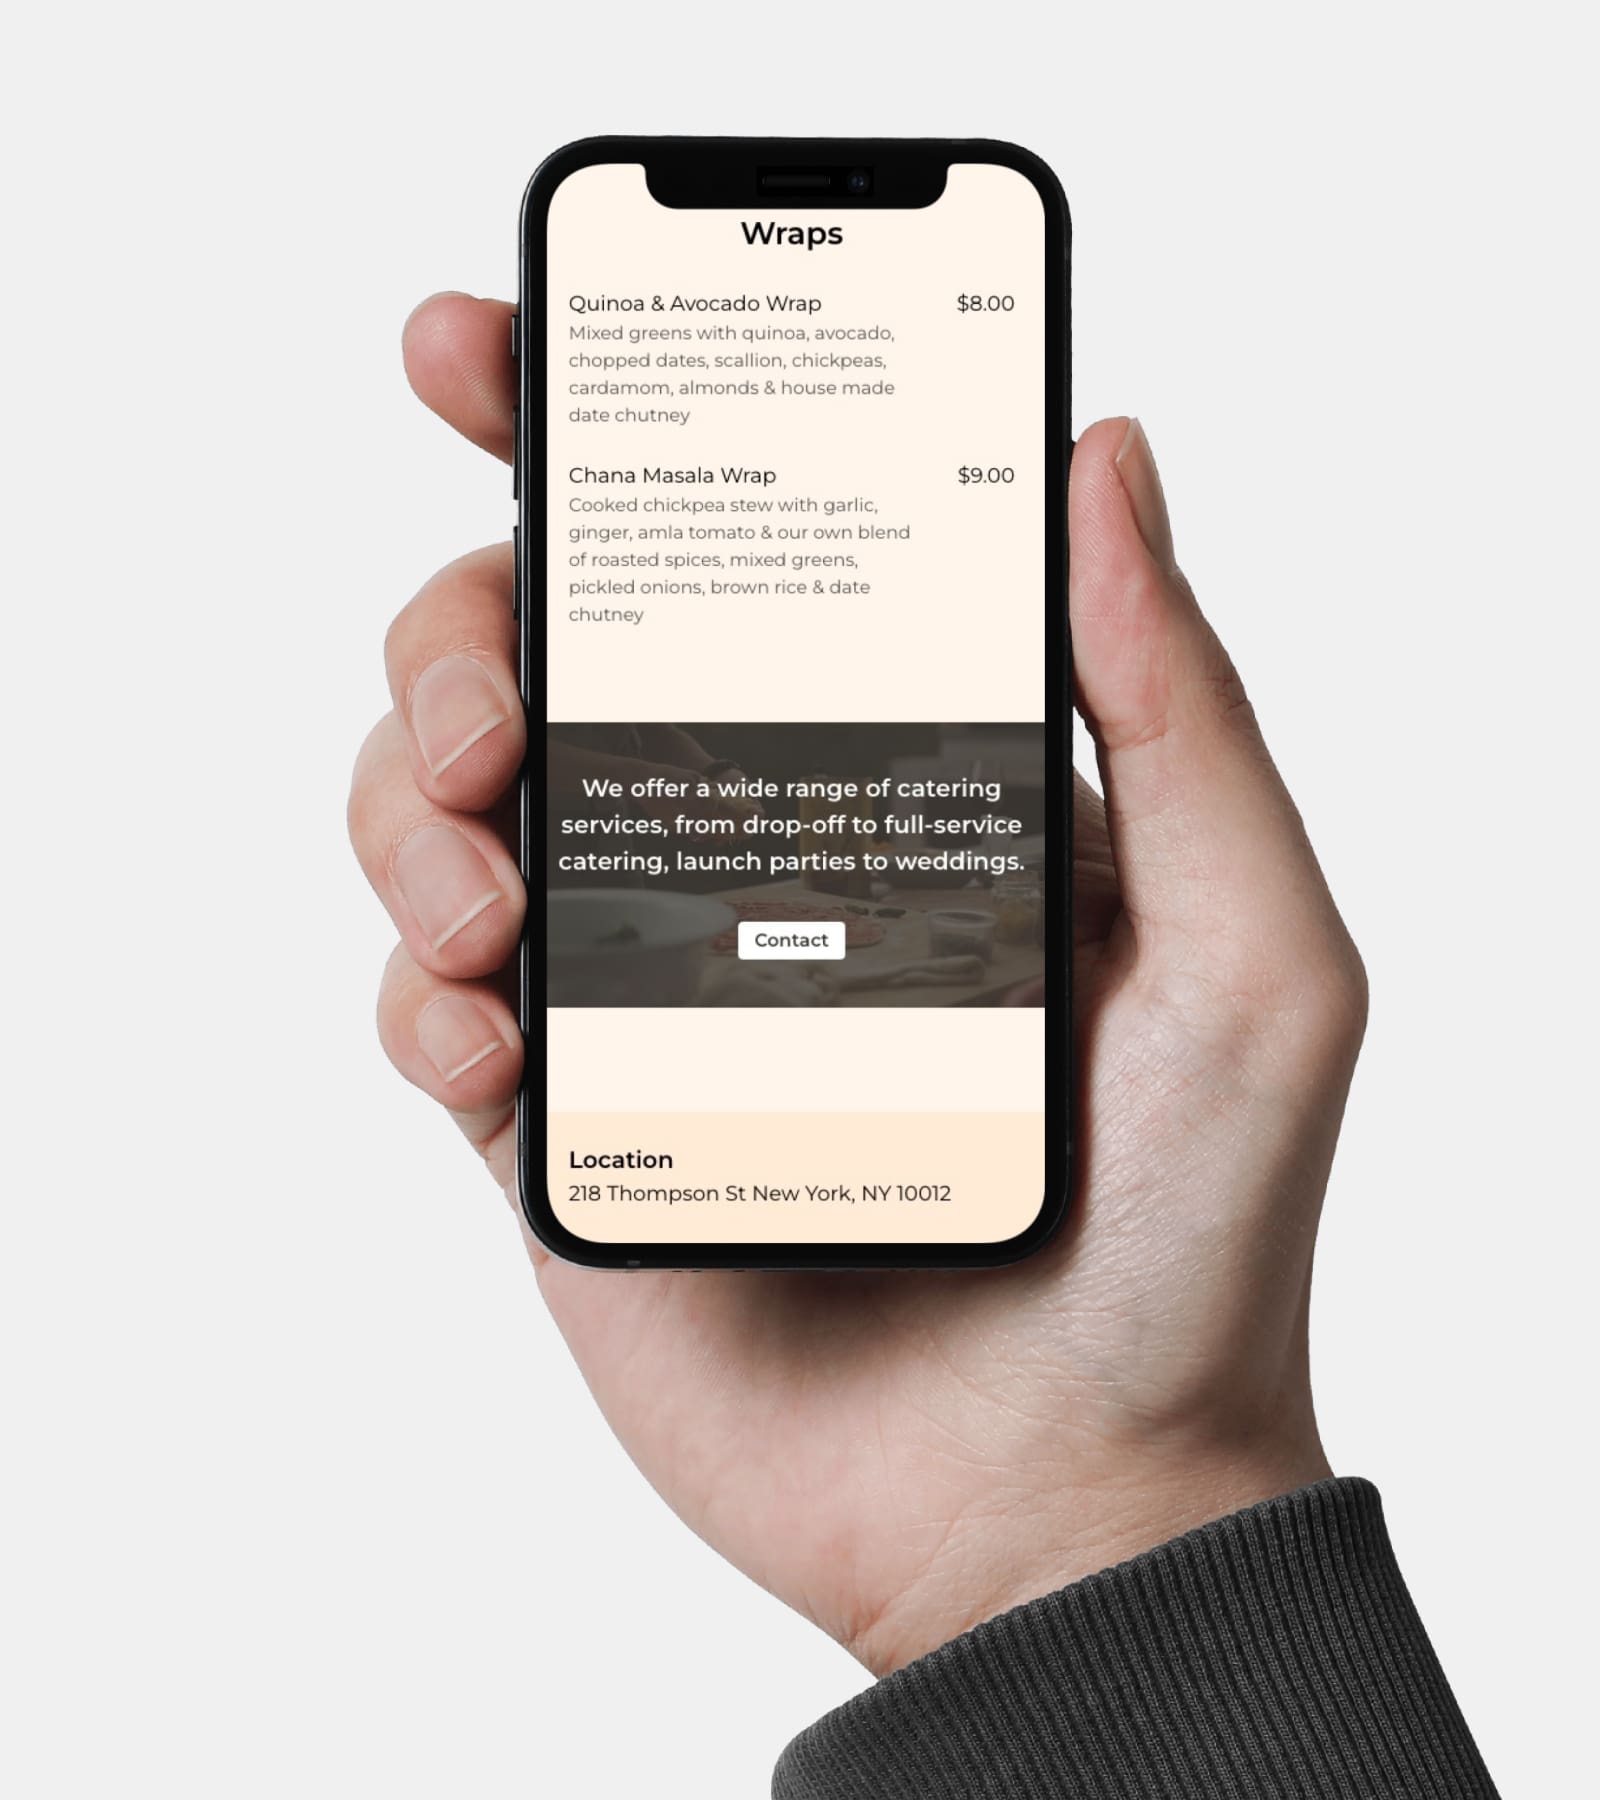 Wraps
Quinoa & Avocado Wrap $8.00
Mixed greens with quinoa, avocado,
chopped dates, scallion, chickpeas,
cardamom, almonds & house made
date chutney
Chana Masala Wrap $9.00
Cooked chickpea stew with garlic,
ginger, amla tomato & our own blend
of roasted spices, mixed greens,
pickled onions, brown rice & date
chutney
We offer a wide range of catering
services, from drop-off to full-service
catering, launch parties to weddings.
Contact
Location
218 Thompson St New York, NY 10012